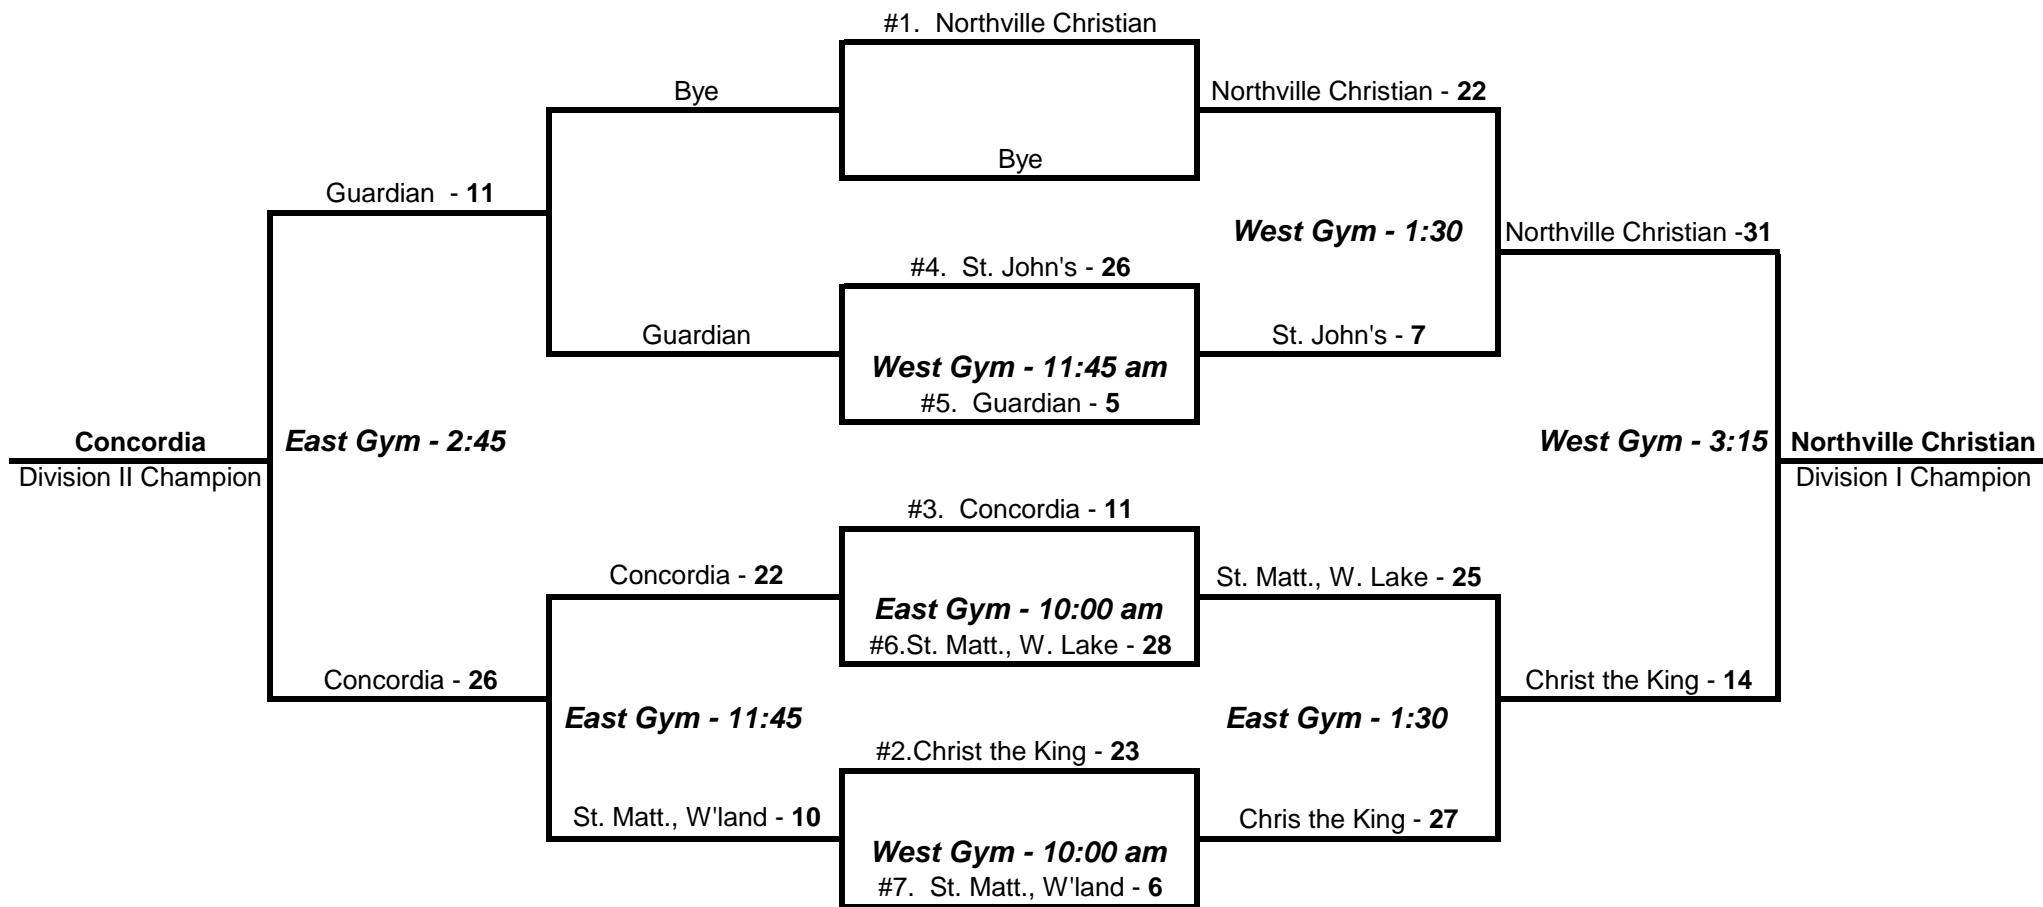 #1.  Northville Christian
Bye
Northville Christian - 22
Bye
Guardian  - 11
West Gym - 1:30
Northville Christian -31
#4.  St. John's - 26
Guardian
St. John's - 7
West Gym - 11:45 am
#5.  Guardian - 5
Concordia
East Gym - 2:45
West Gym - 3:15
Northville Christian
Division II Champion
Division I Champion
#3.  Concordia - 11
Concordia - 22
St. Matt., W. Lake - 25
East Gym - 10:00 am
#6.St. Matt., W. Lake - 28
Concordia - 26
Christ the King - 14
East Gym - 11:45
East Gym - 1:30
#2.Christ the King - 23
St. Matt., W'land - 10
Chris the King - 27
West Gym - 10:00 am
#7.  St. Matt., W'land - 6